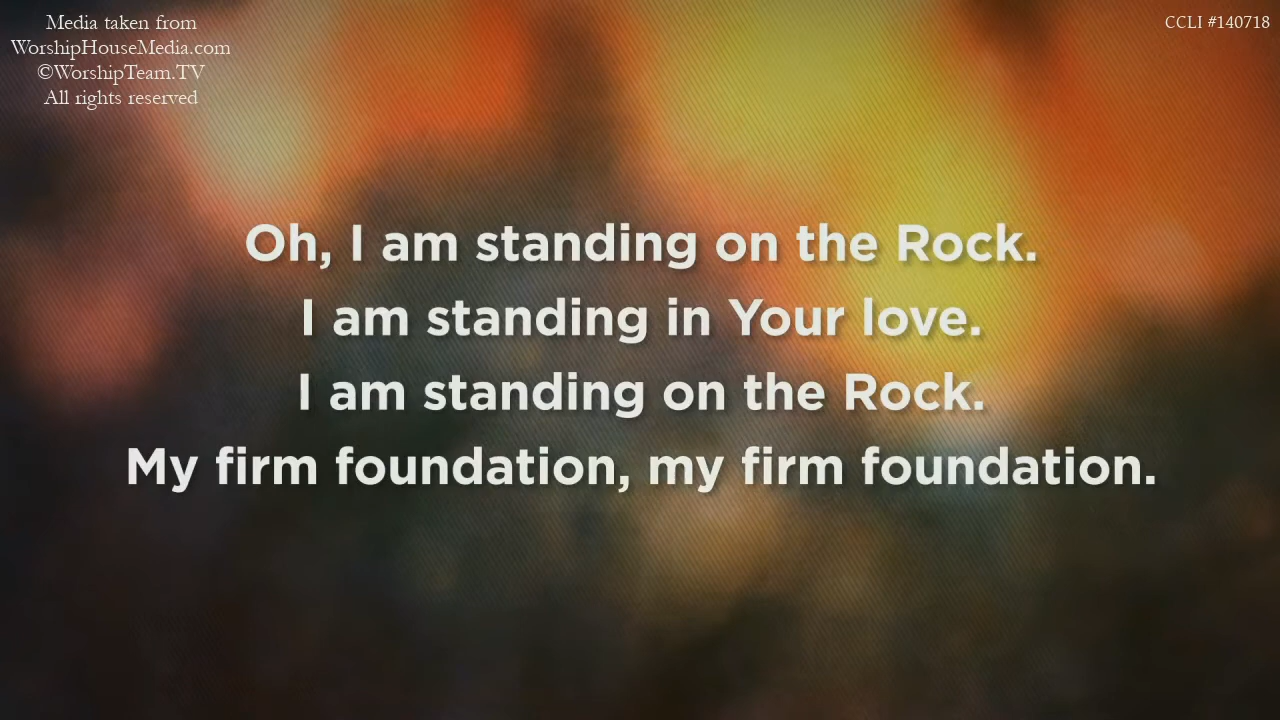 Media taken from
WorshipHouseMedia.com
©WorshipTeam.TV
All rights reserved
CCLI #140718
Oh, I am standing on the Rock.
I am standing in Your love.
I am standing on the Rock.
My firm foundation, my firm foundation.